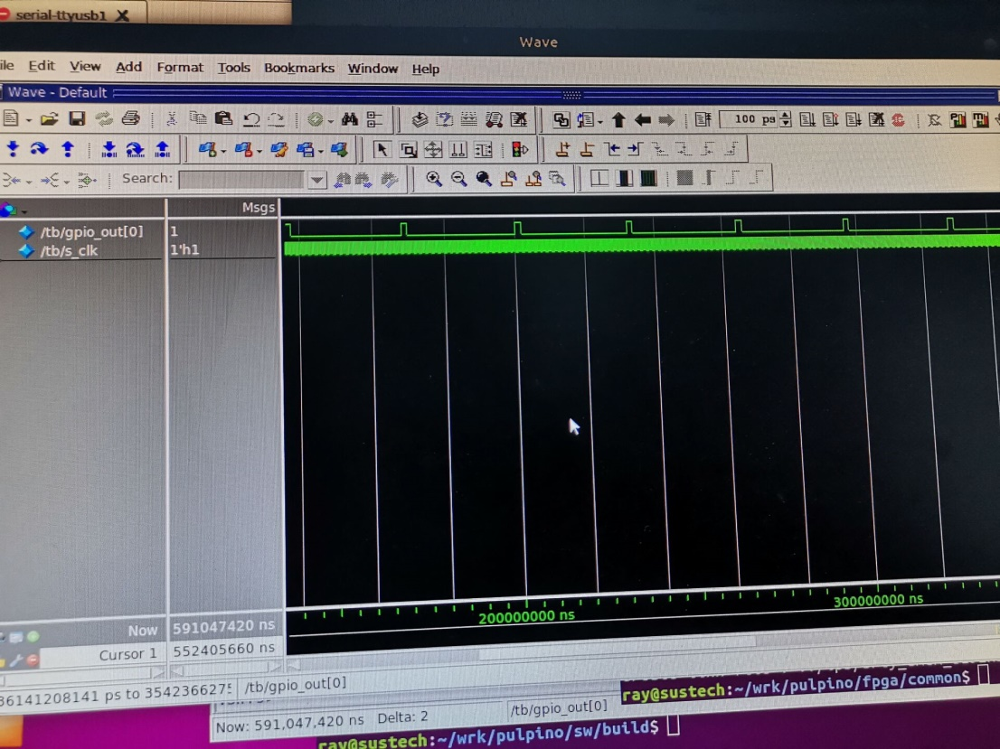 serial-ttyusb1
Wave
File Edit View Add Format Tools Bookmarks Window Help
Wave - Default
100 ps
Search:
Msgs
/tb/gpio_out[0] 1
/tb/s_clk 1'h1
200000000 ns 300000000 ns
Now 591047420 ns
Cursor 1 552405660 ns
36141208141 ps to 354236627 /tb/gpio_out[0]
ray@sustech:~/wrk/pulpino/fpga/common$
Now: 591,047,420 ns Delta: 2 /tb/gpio_out[0]
ray@sustech:~/wrk/pulpino/sw/build$